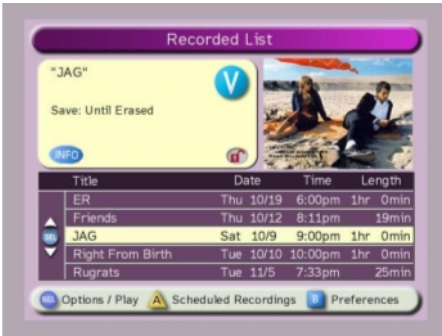 Recorded List
"JAG"
V
Save: Until Erased
INFO
Title Date Time Length
ER Thu 10/19 6:00pm 1hr 0min
Friends Thu 10/12 8:11pm 19min
SEL JAG Sat 10/9 9:00pm 1hr 0min
Right From Birth Tue 10/10 10:00pm 1hr 0min
Rugrats Tue 11/5 7:33pm 25min
SEL Options / Play A Scheduled Recordings B Preferences